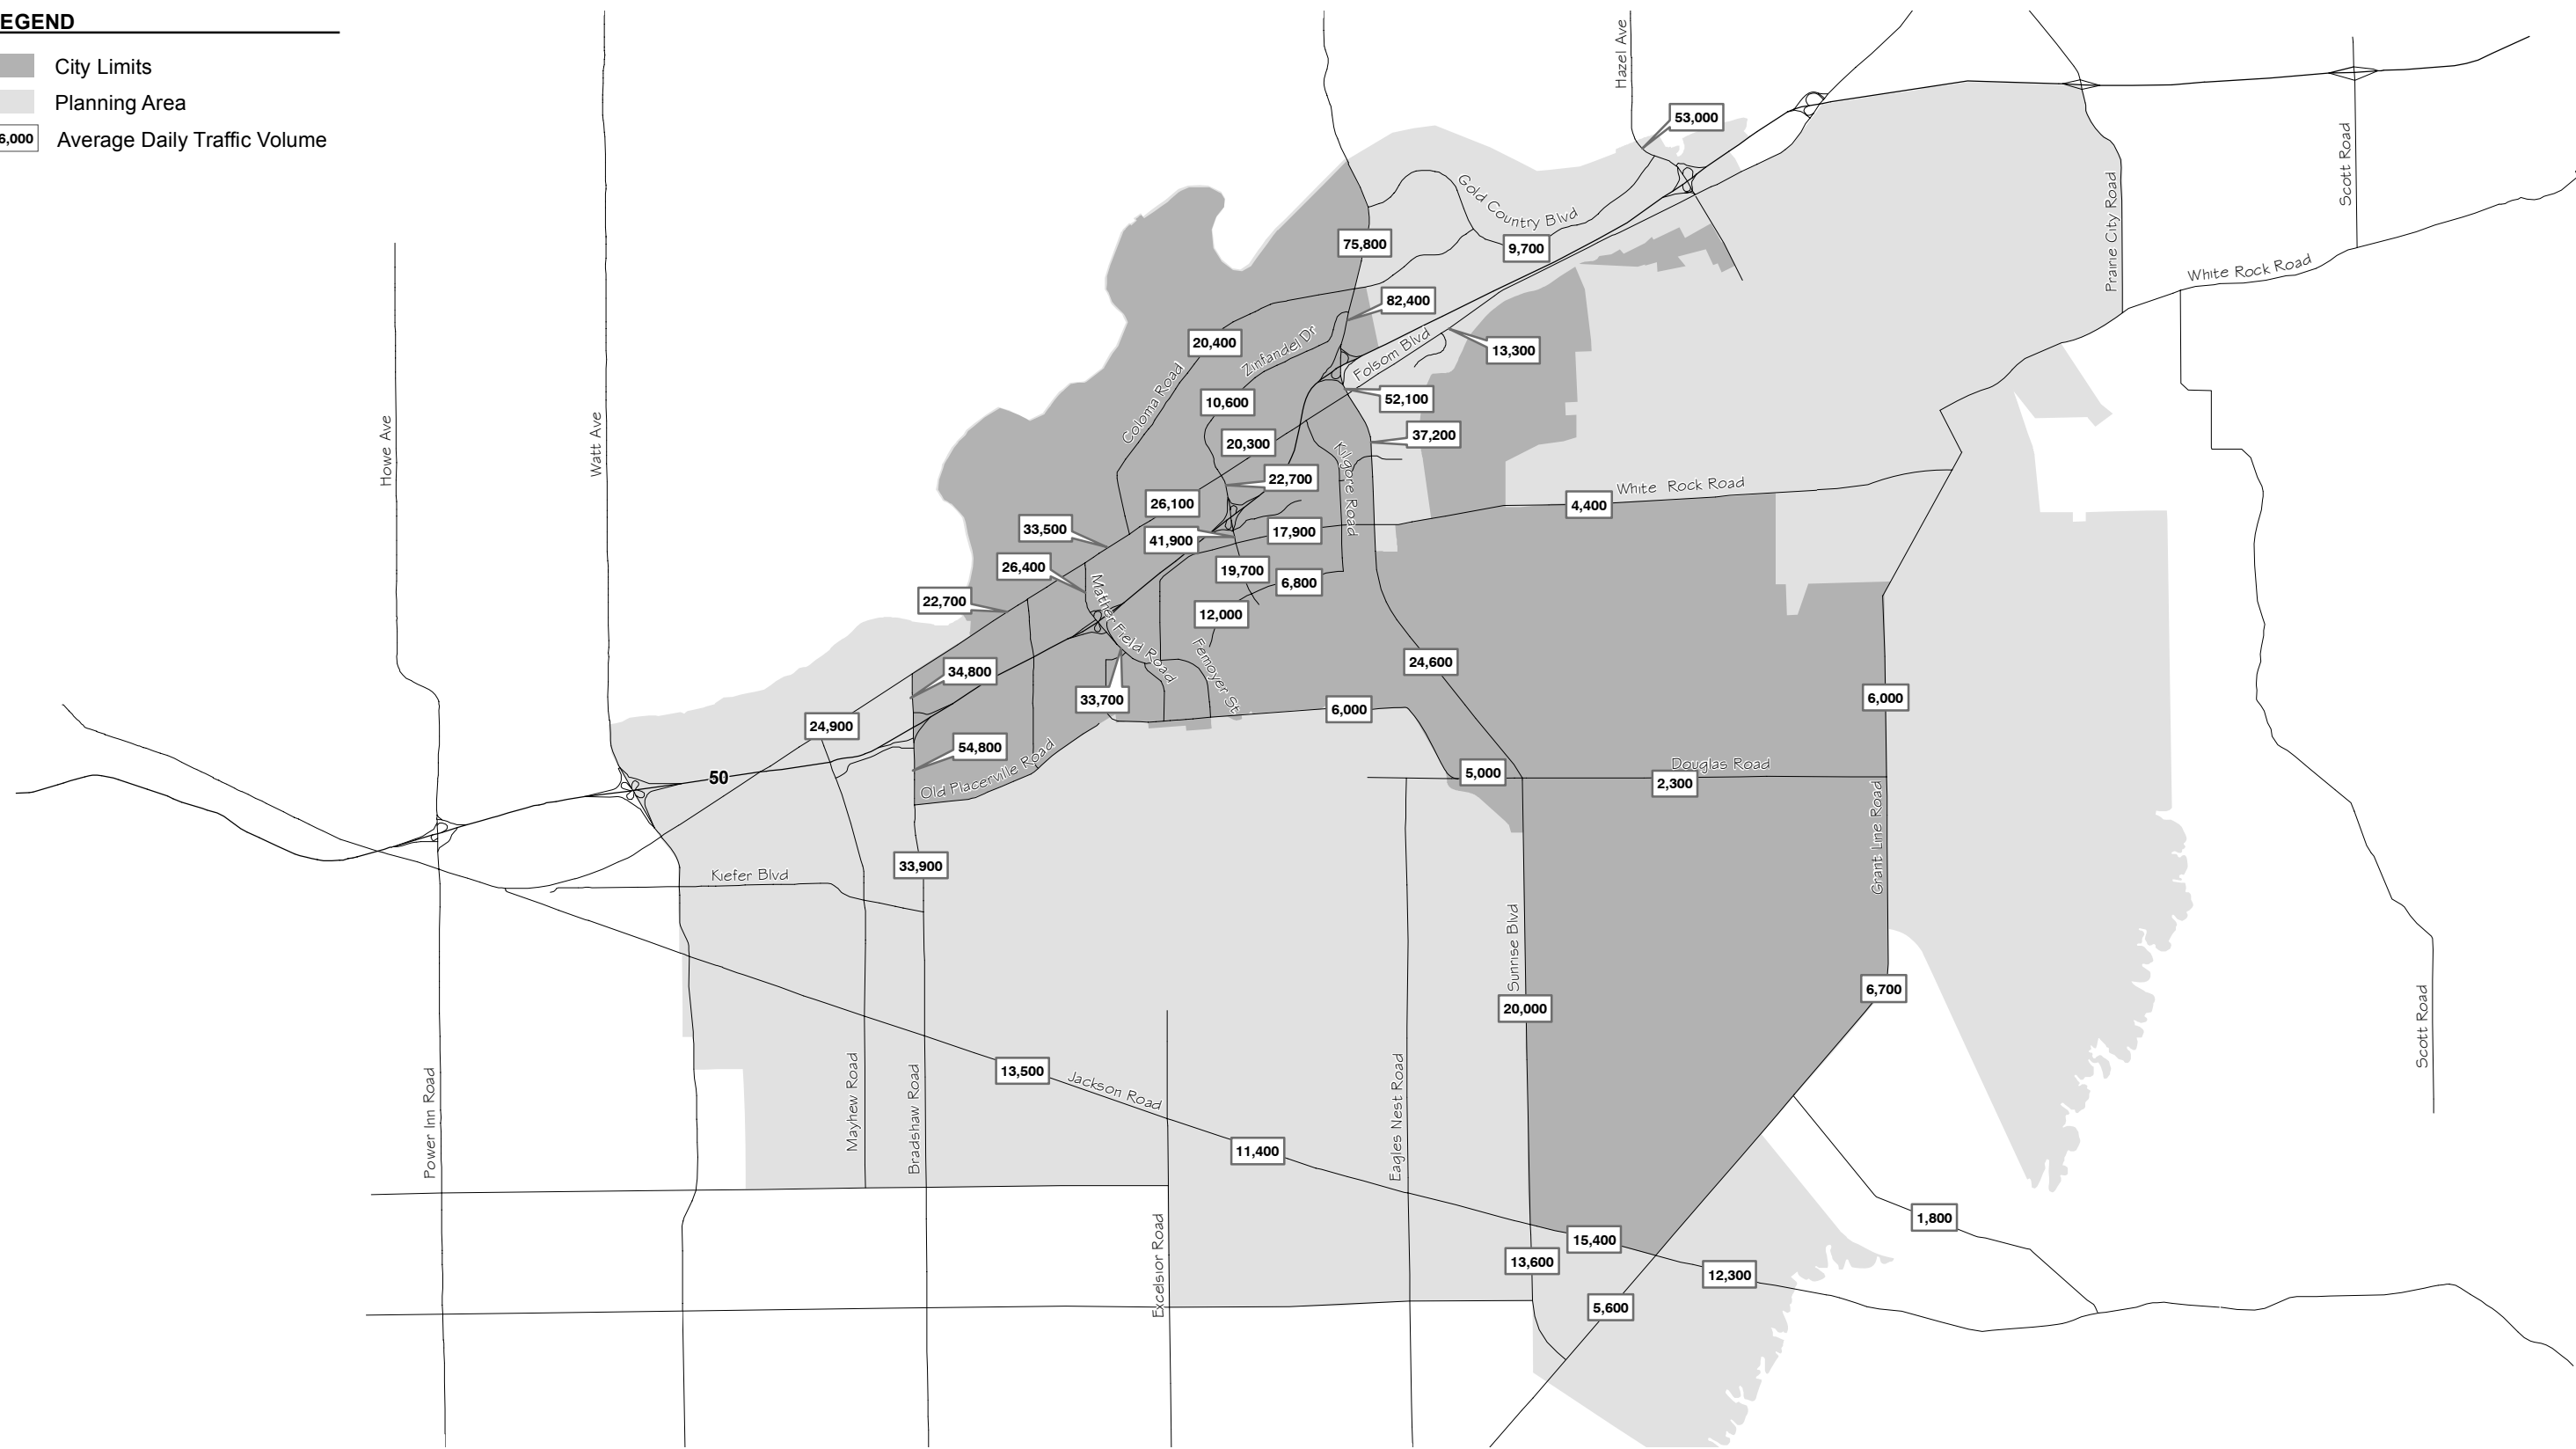 EGEND
City Limits
Planning Area
6,000 Average Daily Traffic Volume
Hazel Ave
53,000
Scott Road
Gold Country Blvd
Prairie City Road
75,800
9,700
White Rock Road
82,400
20,400
Zinfandel Dr
Folsom Blvd
13,300
Coloma Road
10,600
52,100
Howe Ave
Watt Ave
20,300
37,200
Kilgore Road
22,700
White Rock Road
26,100
4,400
33,500
41,900
17,900
26,400
19,700
6,800
22,700
Mather Field Road
12,000
Femoyer St
34,800
24,600
33,700
6,000
6,000
24,900
54,800
50
Old Placerville Road
5,000
Douglas Road
2,300
Grant Line Road
33,900
Kiefer Blvd
Sunrise Blvd
6,700
20,000
Scott Road
13,500
Jackson Road
Power Inn Road
Mayhew Road
Bradshaw Road
Eagles Nest Road
11,400
Excelsior Road
1,800
15,400
13,600
12,300
5,600